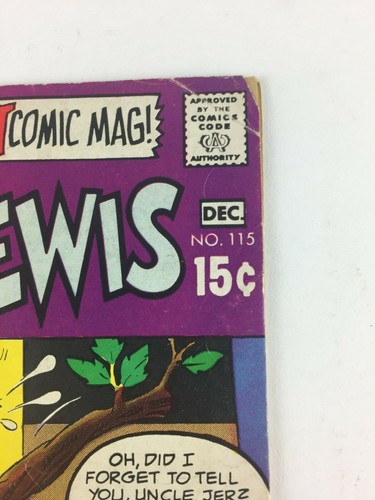 COMIC MAG!
APPROVED
BY THE
COMICS
CODE
AUTHORITY
EWIS
DEC.
NO. 115
15¢
OH, DID I
FORGET TO TELL
YOU, UNCLE JERZ